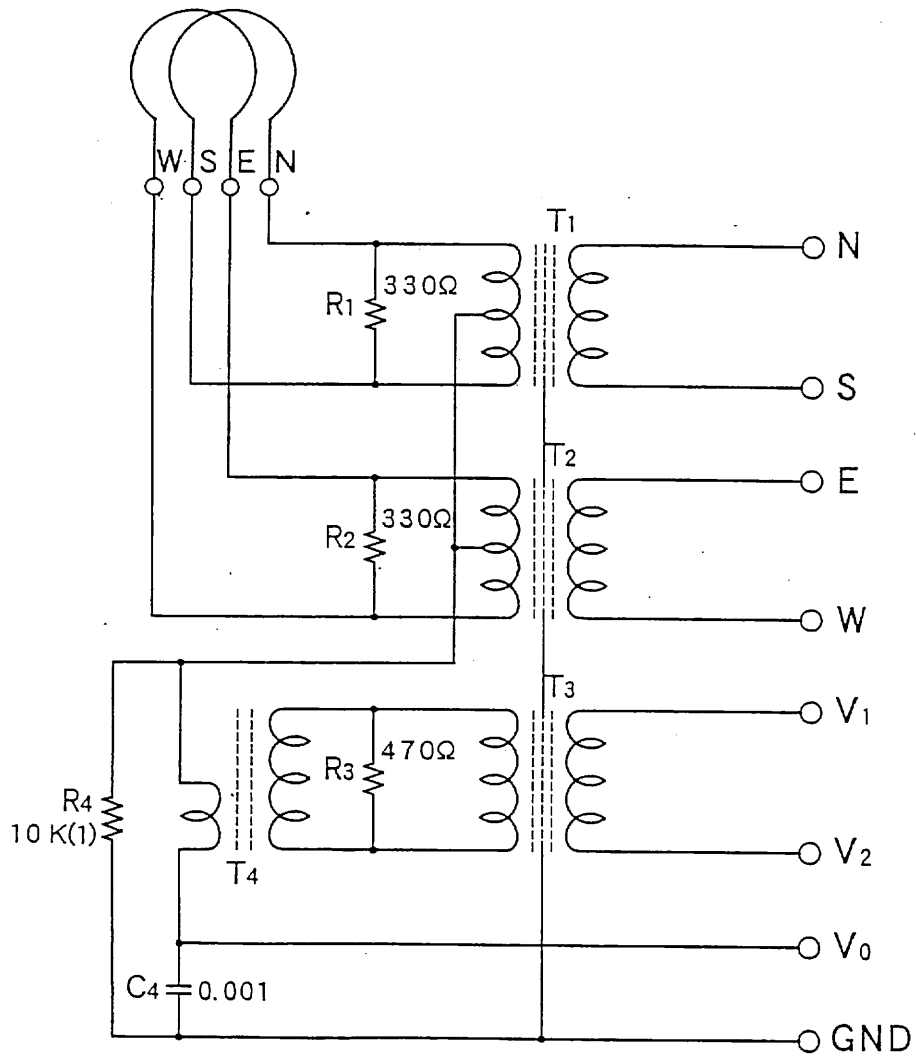 W S E N
T1
N
330Ω
R1
S
T2
E
330Ω
R2
W
T3
V1
470Ω
R3
R4
10 K(1)
T4
V2
V0
C4 0.001
GND